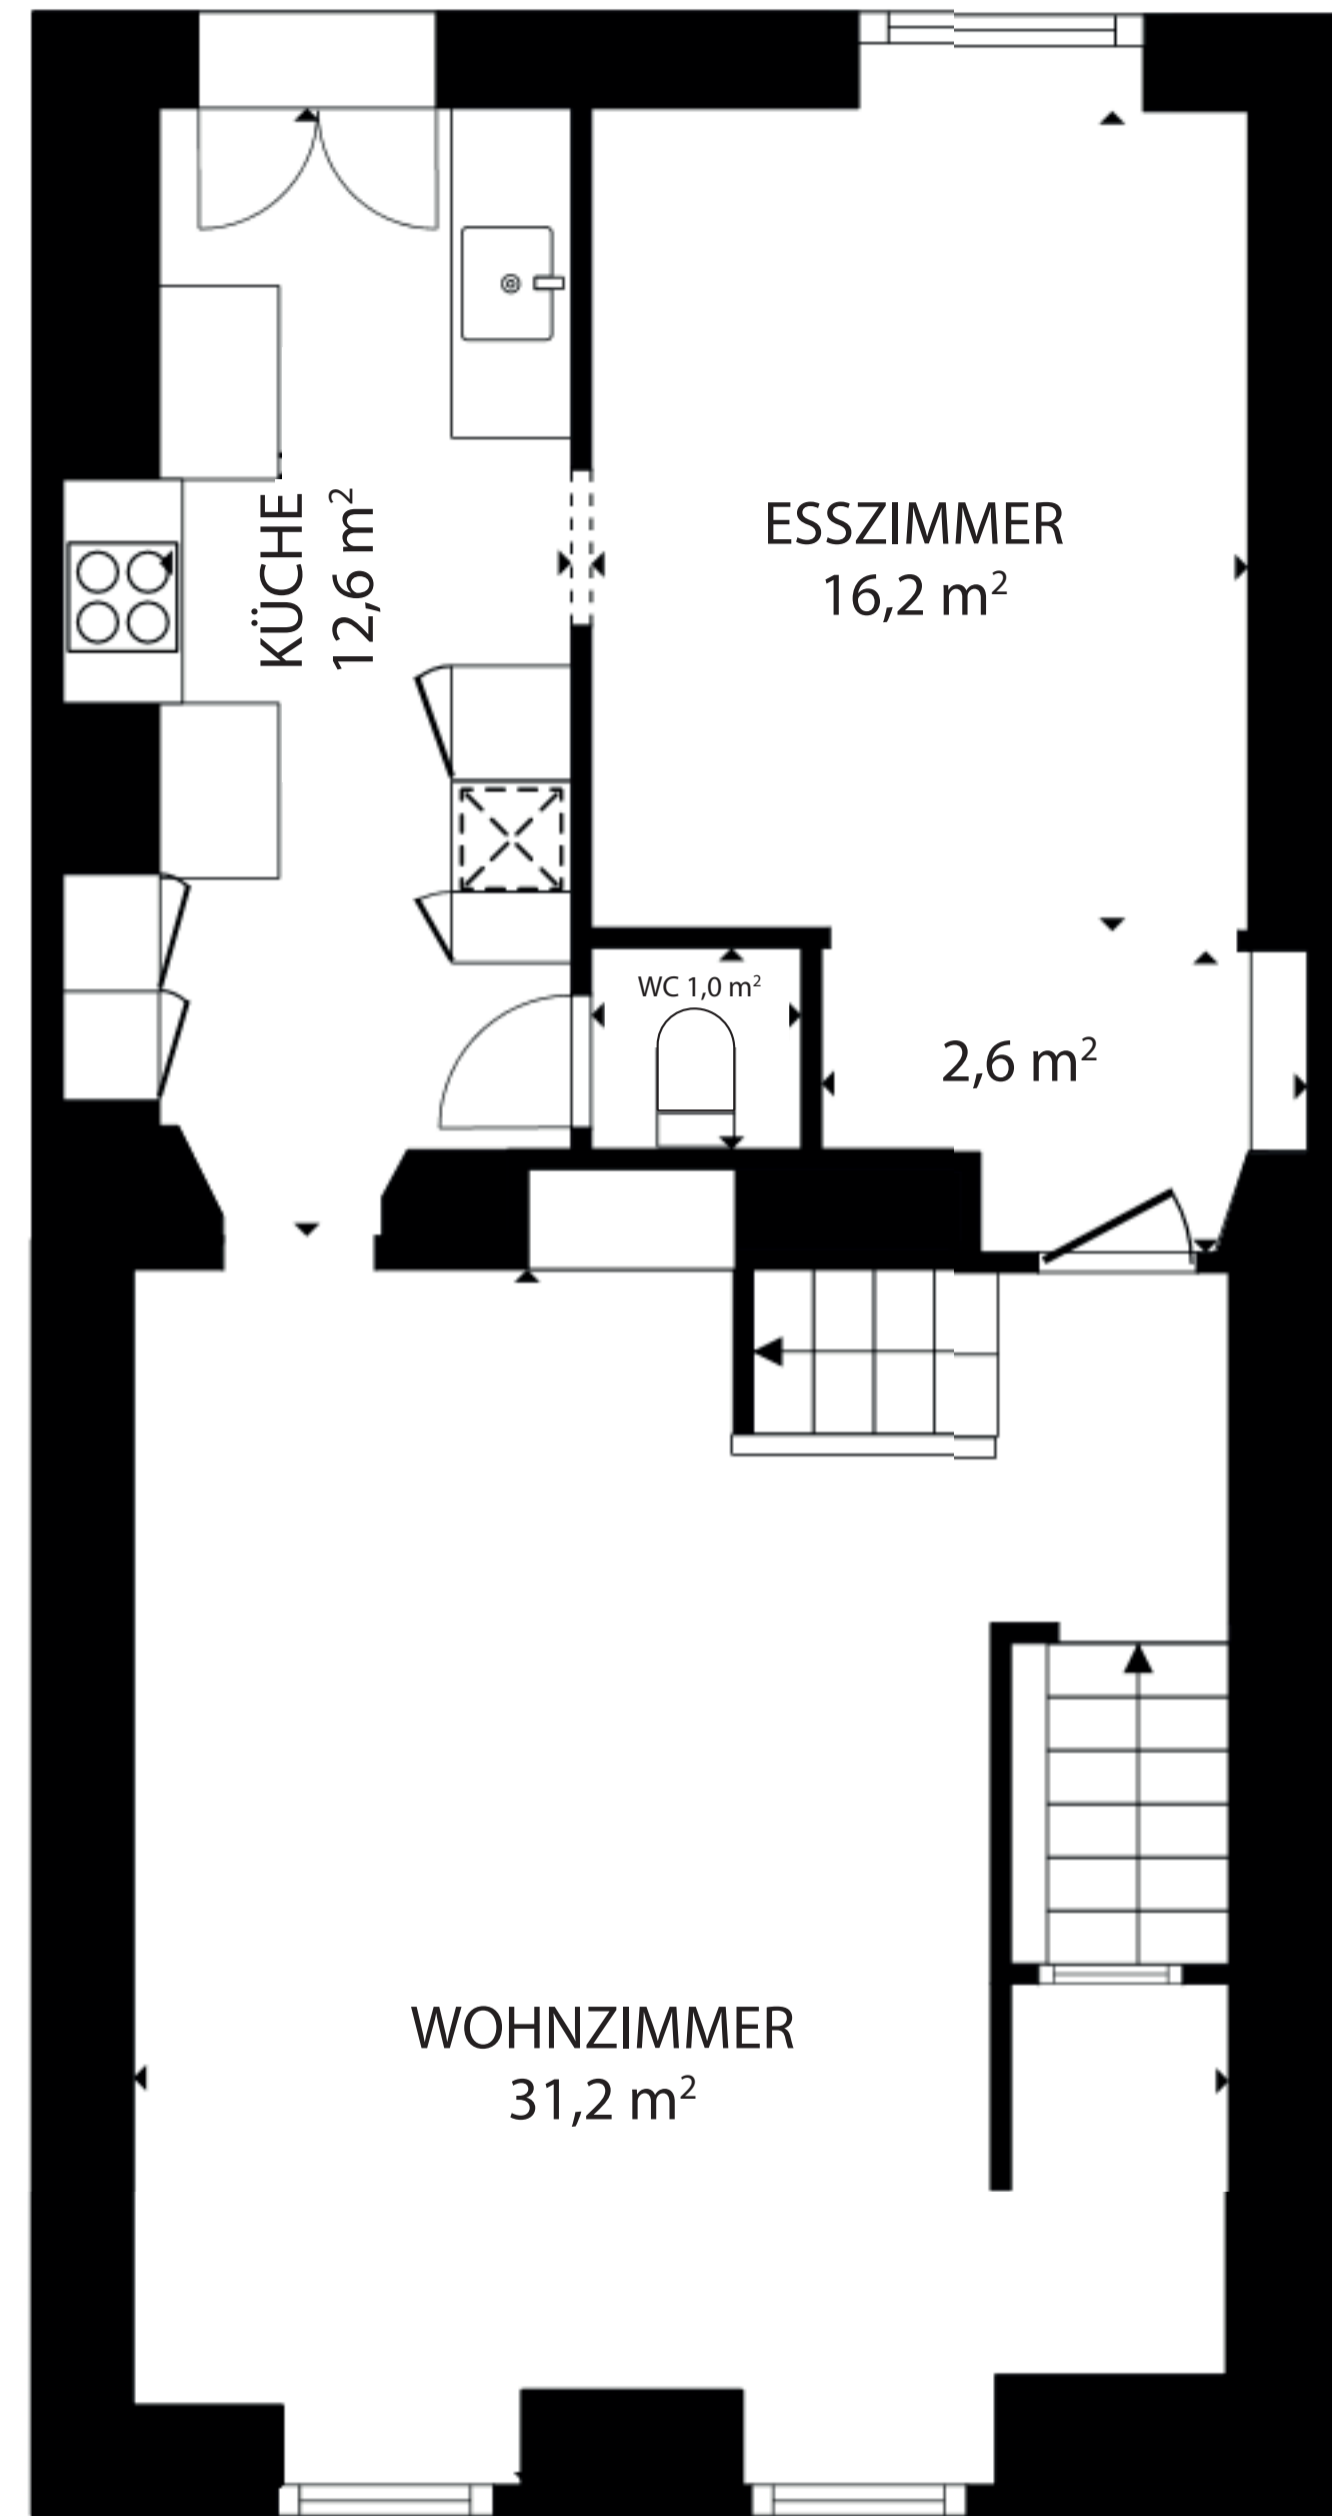 KÜCHE
12,6 m²
ESSZIMMER
16,2 m²
WC 1,0 m²
2,6 m²
WOHNZIMMER
31,2 m²